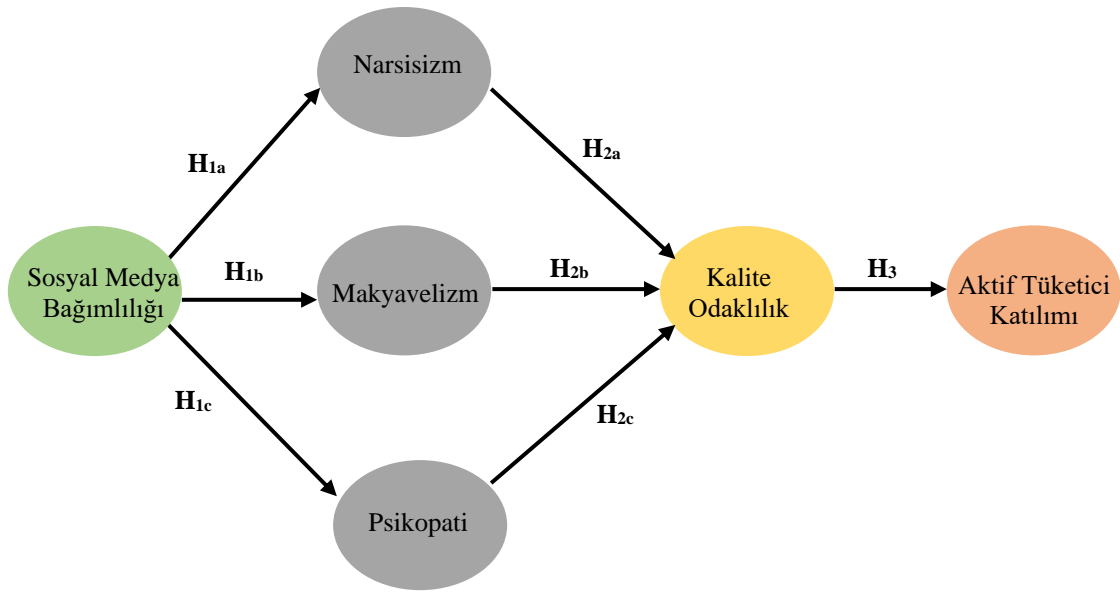 Narsisizm
H1a
H2a
Sosyal Medya
Bağımlılığı
H1b
Makyavelizm
H2b
Kalite
Odaklılık
H3
Aktif Tüketici
Katılımı
H1c
H2c
Psikopati